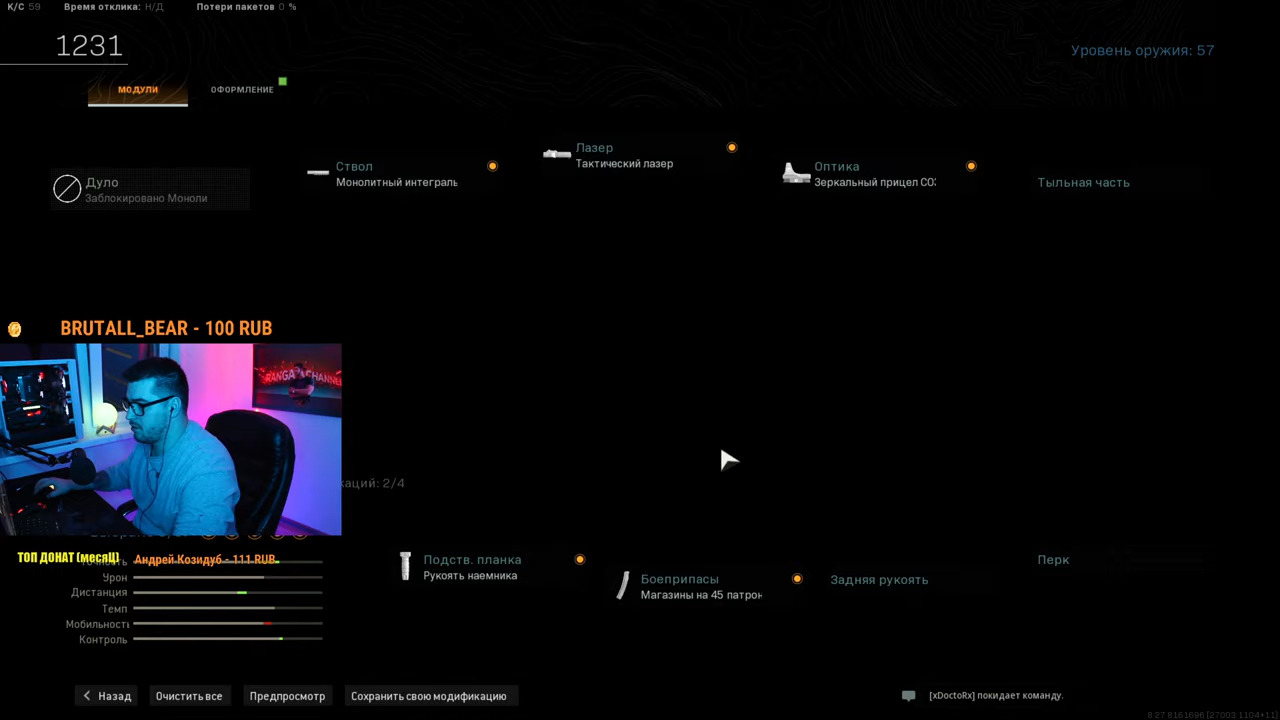 К/С 59 Время отклика: Н/Д Потери пакетов 0 %
1231
Уровень оружия: 57
МОДУЛИ ОФОРМЛЕНИЕ
Дуло
Заблокировано Моноли
Ствол
Монолитный интеграль
Лазер
Тактический лазер
Оптика
Зеркальный прицел
Тыльная часть
BRUTALL_BEAR - 100 RUB
CHANNEL
каций: 2/4
ТОП ДОНАТ (месяц) Андрей Козидуб - 111 RUB
Точность
Урон
Дистанция
Темп
Мобильность
Контроль
Подств. планка
Рукоять наемника
Боеприпасы
Магазины на 45 патрон
Задняя рукоять
Перк
Назад Очистить все Предпросмотр Сохранить свою модификацию
[xDoctoRx] покидает команду.